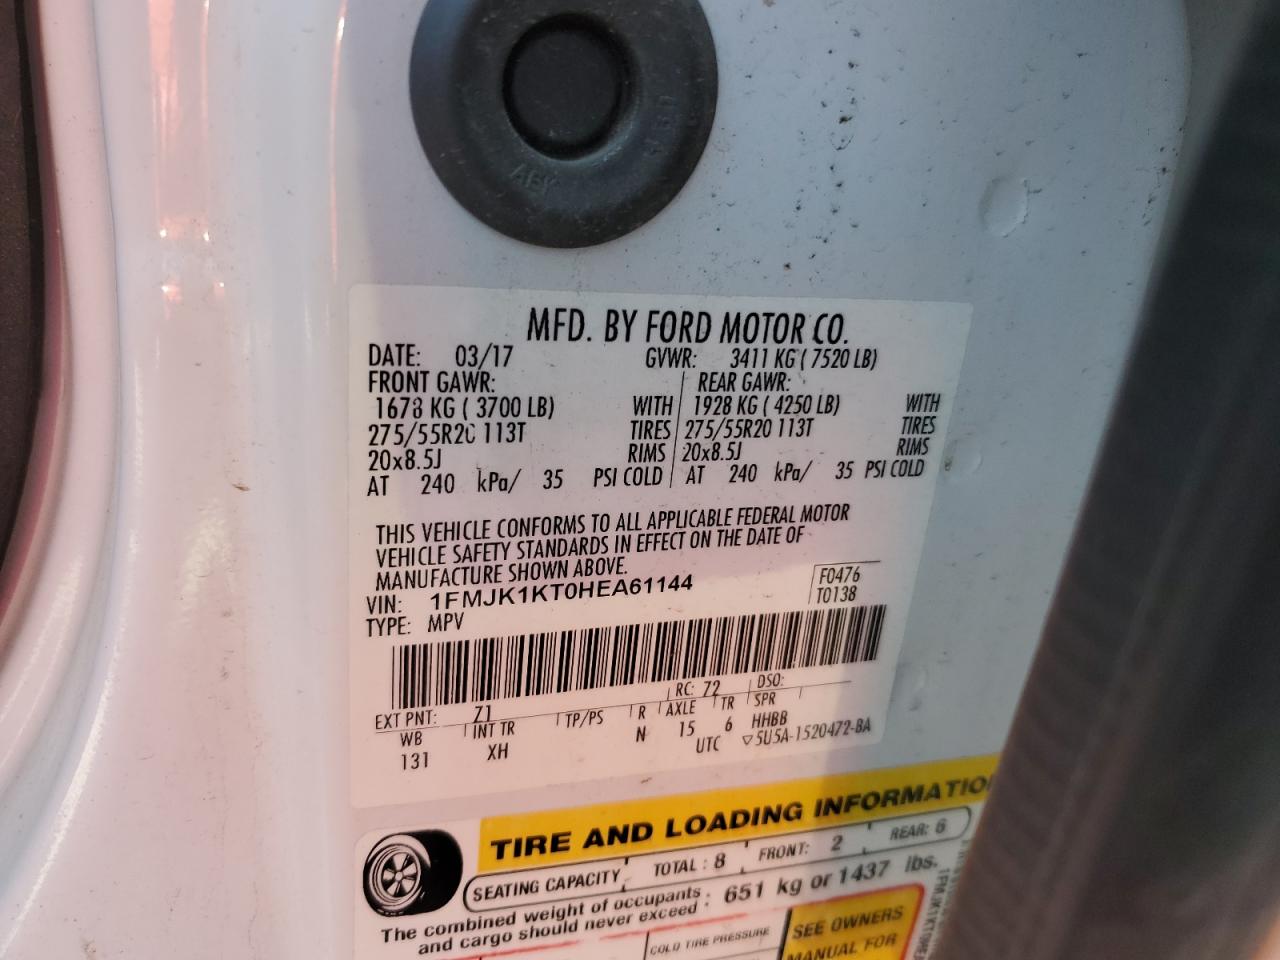 MFD. BY FORD MOTOR CO.
DATE: 03/17 GVWR: 3411 KG ( 7520 LB)
FRONT GAWR: REAR GAWR:
1678 KG ( 3700 LB) WITH 1928 KG ( 4250 LB) WITH
275/55R20 113T TIRES 275/55R20 113T TIRES
20x8.5J RIMS 20x8.5J RIMS
AT 240 kPa/ 35 PSI COLD AT 240 kPa/ 35 PSI COLD
THIS VEHICLE CONFORMS TO ALL APPLICABLE FEDERAL MOTOR
VEHICLE SAFETY STANDARDS IN EFFECT ON THE DATE OF
MANUFACTURE SHOWN ABOVE.
VIN: 1FMJK1KT0HEA61144 F0476
TYPE: MPV T0138
EXT PNT: Z1 RC: 72 DSO:
WB INT TR TP/PS R AXLE TR SPR
131 XH N 15 6 HHBB
UTC ▽5U5A-1520472-BA
TIRE AND LOADING INFORMATIO
SEATING CAPACITY TOTAL : 8 FRONT: 2 REAR: 6
The combined weight of occupants
and cargo should never exceed : 651 kg or 1437 lbs.
COLD TIRE PRESSURE
SEE OWNERS
MANUAL FOR